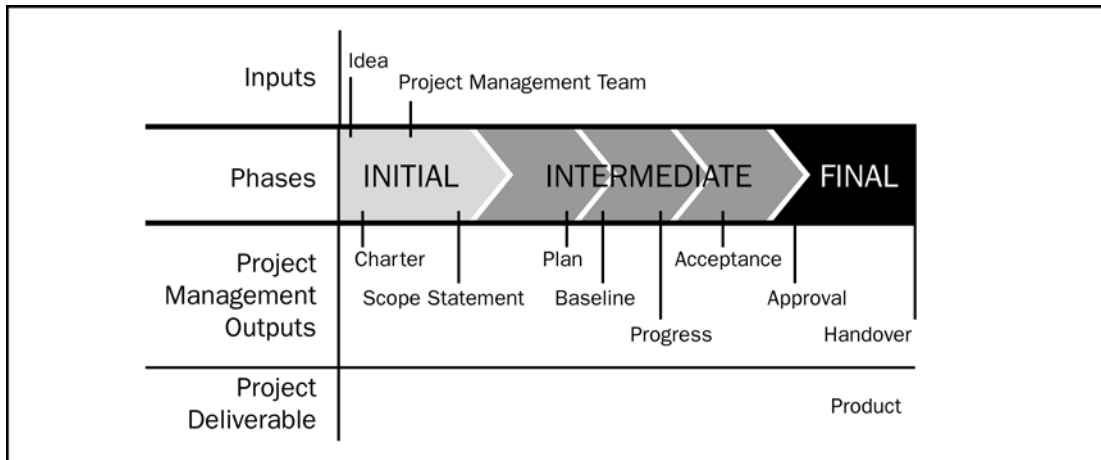 Idea
Inputs
Project Management Team
Phases
INITIAL
INTERMEDIATE
FINAL
Project
Management
Outputs
Charter
Plan
Acceptance
Scope Statement
Baseline
Approval
Progress
Handover
Project
Deliverable
Product